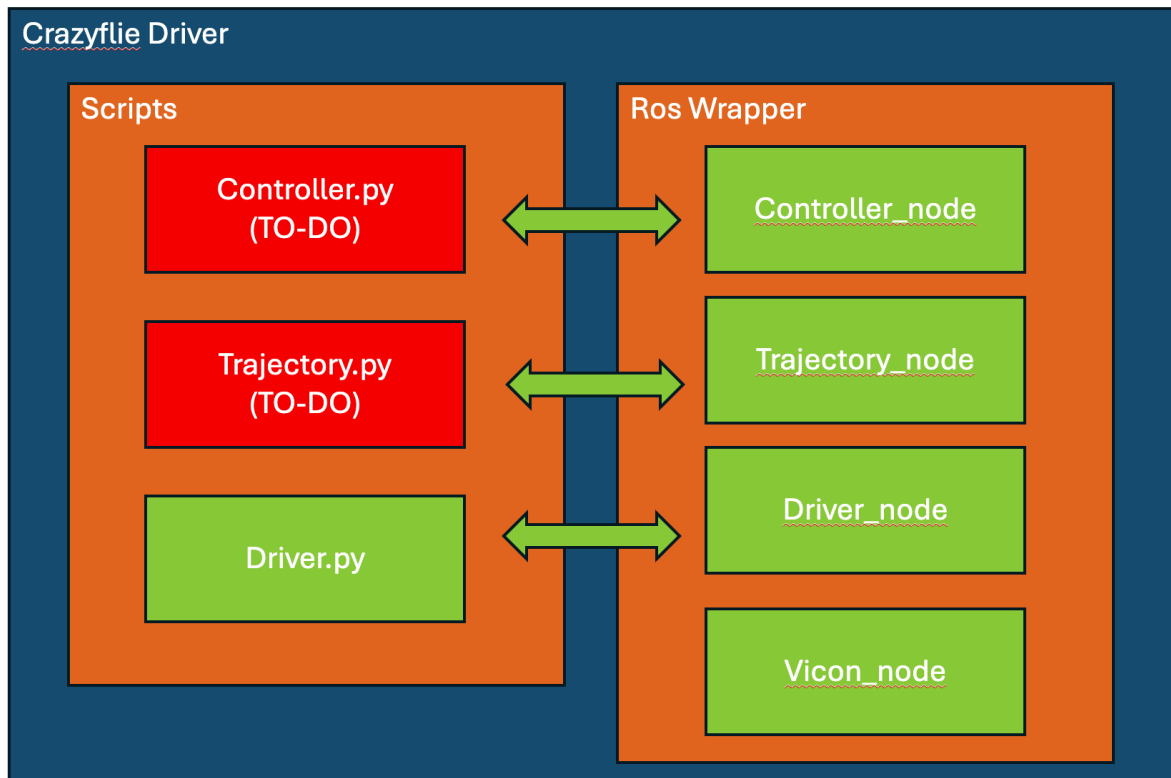 Crazyflie Driver
Scripts
Controller.py
(TO-DO)
Trajectory.py
(TO-DO)
Driver.py
Ros Wrapper
Controller_node
Trajectory_node
Driver_node
Vicon_node